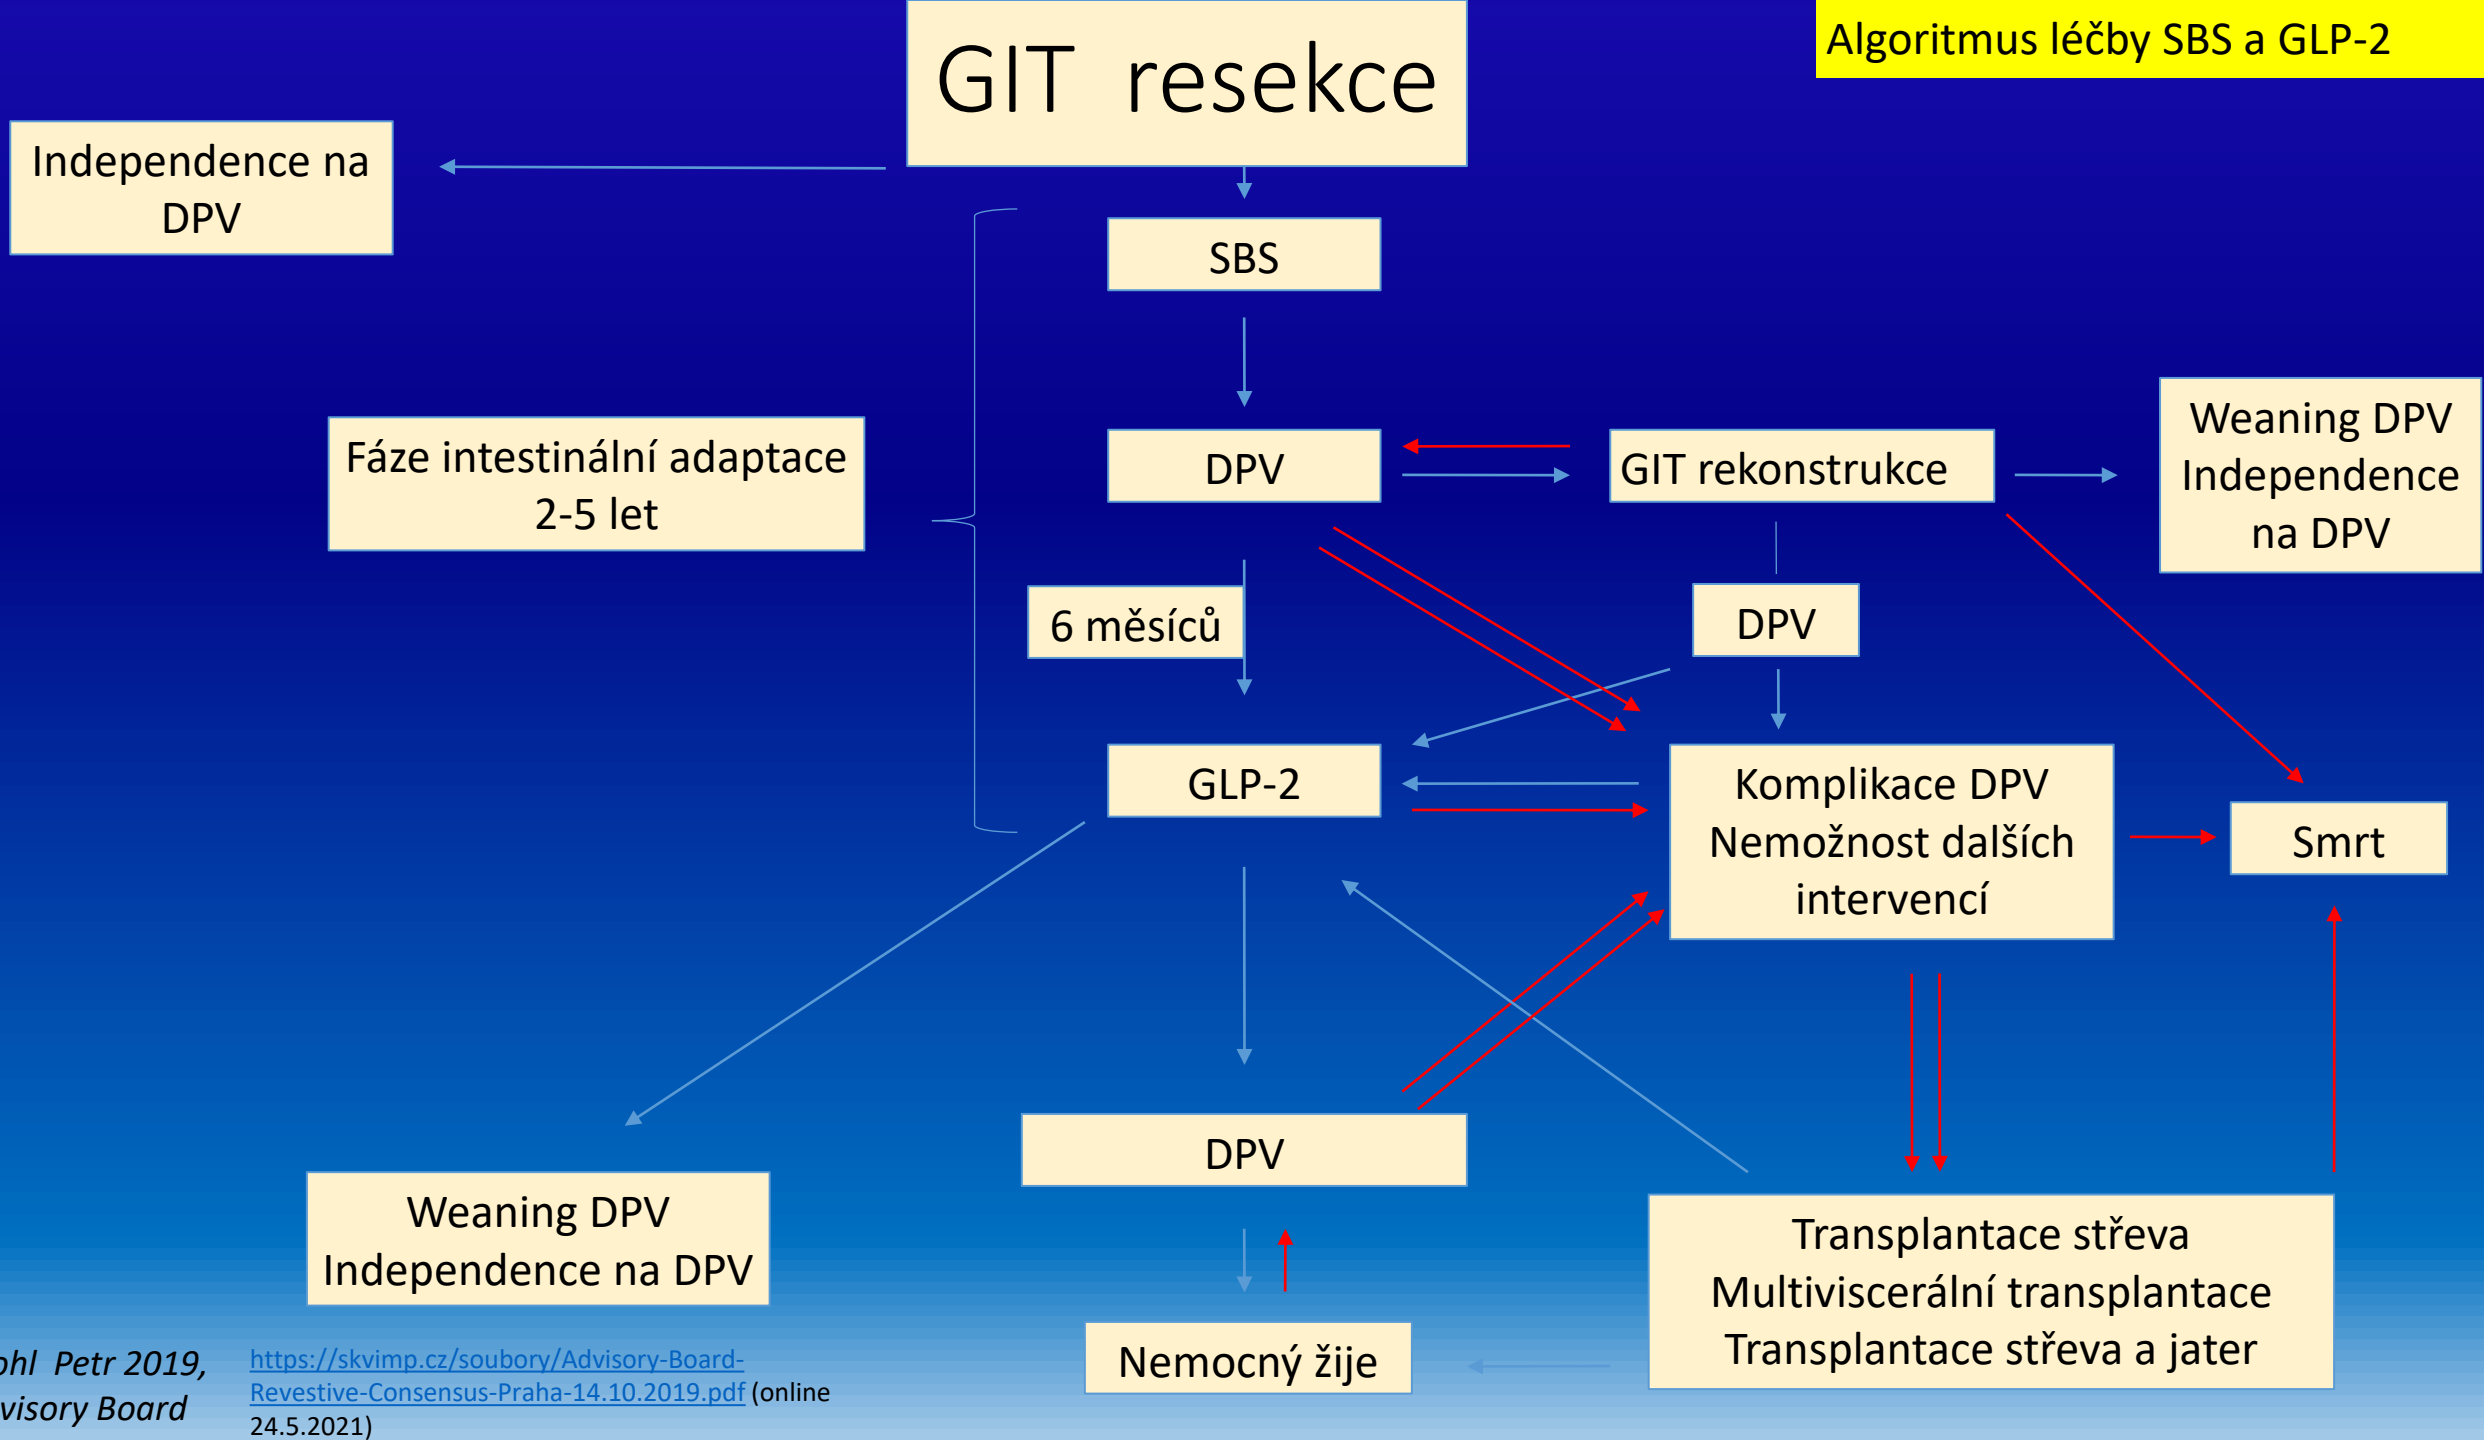 GIT resekce
Algoritmus léčby SBS a GLP-2
Independence na
DPV
SBS
Fáze intestinální adaptace
2-5 let
DPV
GIT rekonstrukce
Weaning DPV
Independence
na DPV
6 měsíců
DPV
GLP-2
Komplikace DPV
Nemožnost dalších
intervencí
Smrt
DPV
Weaning DPV
Independence na DPV
Transplantace střeva
Multiviscerální transplantace
Transplantace střeva a jater
Nemocný žije
Petr 2019,
Board
https://skvimp.cz/soubory/Advisory-Board-
Revestive-Consensus-Praha-14.10.2019.pdf (online
24.5.2021)